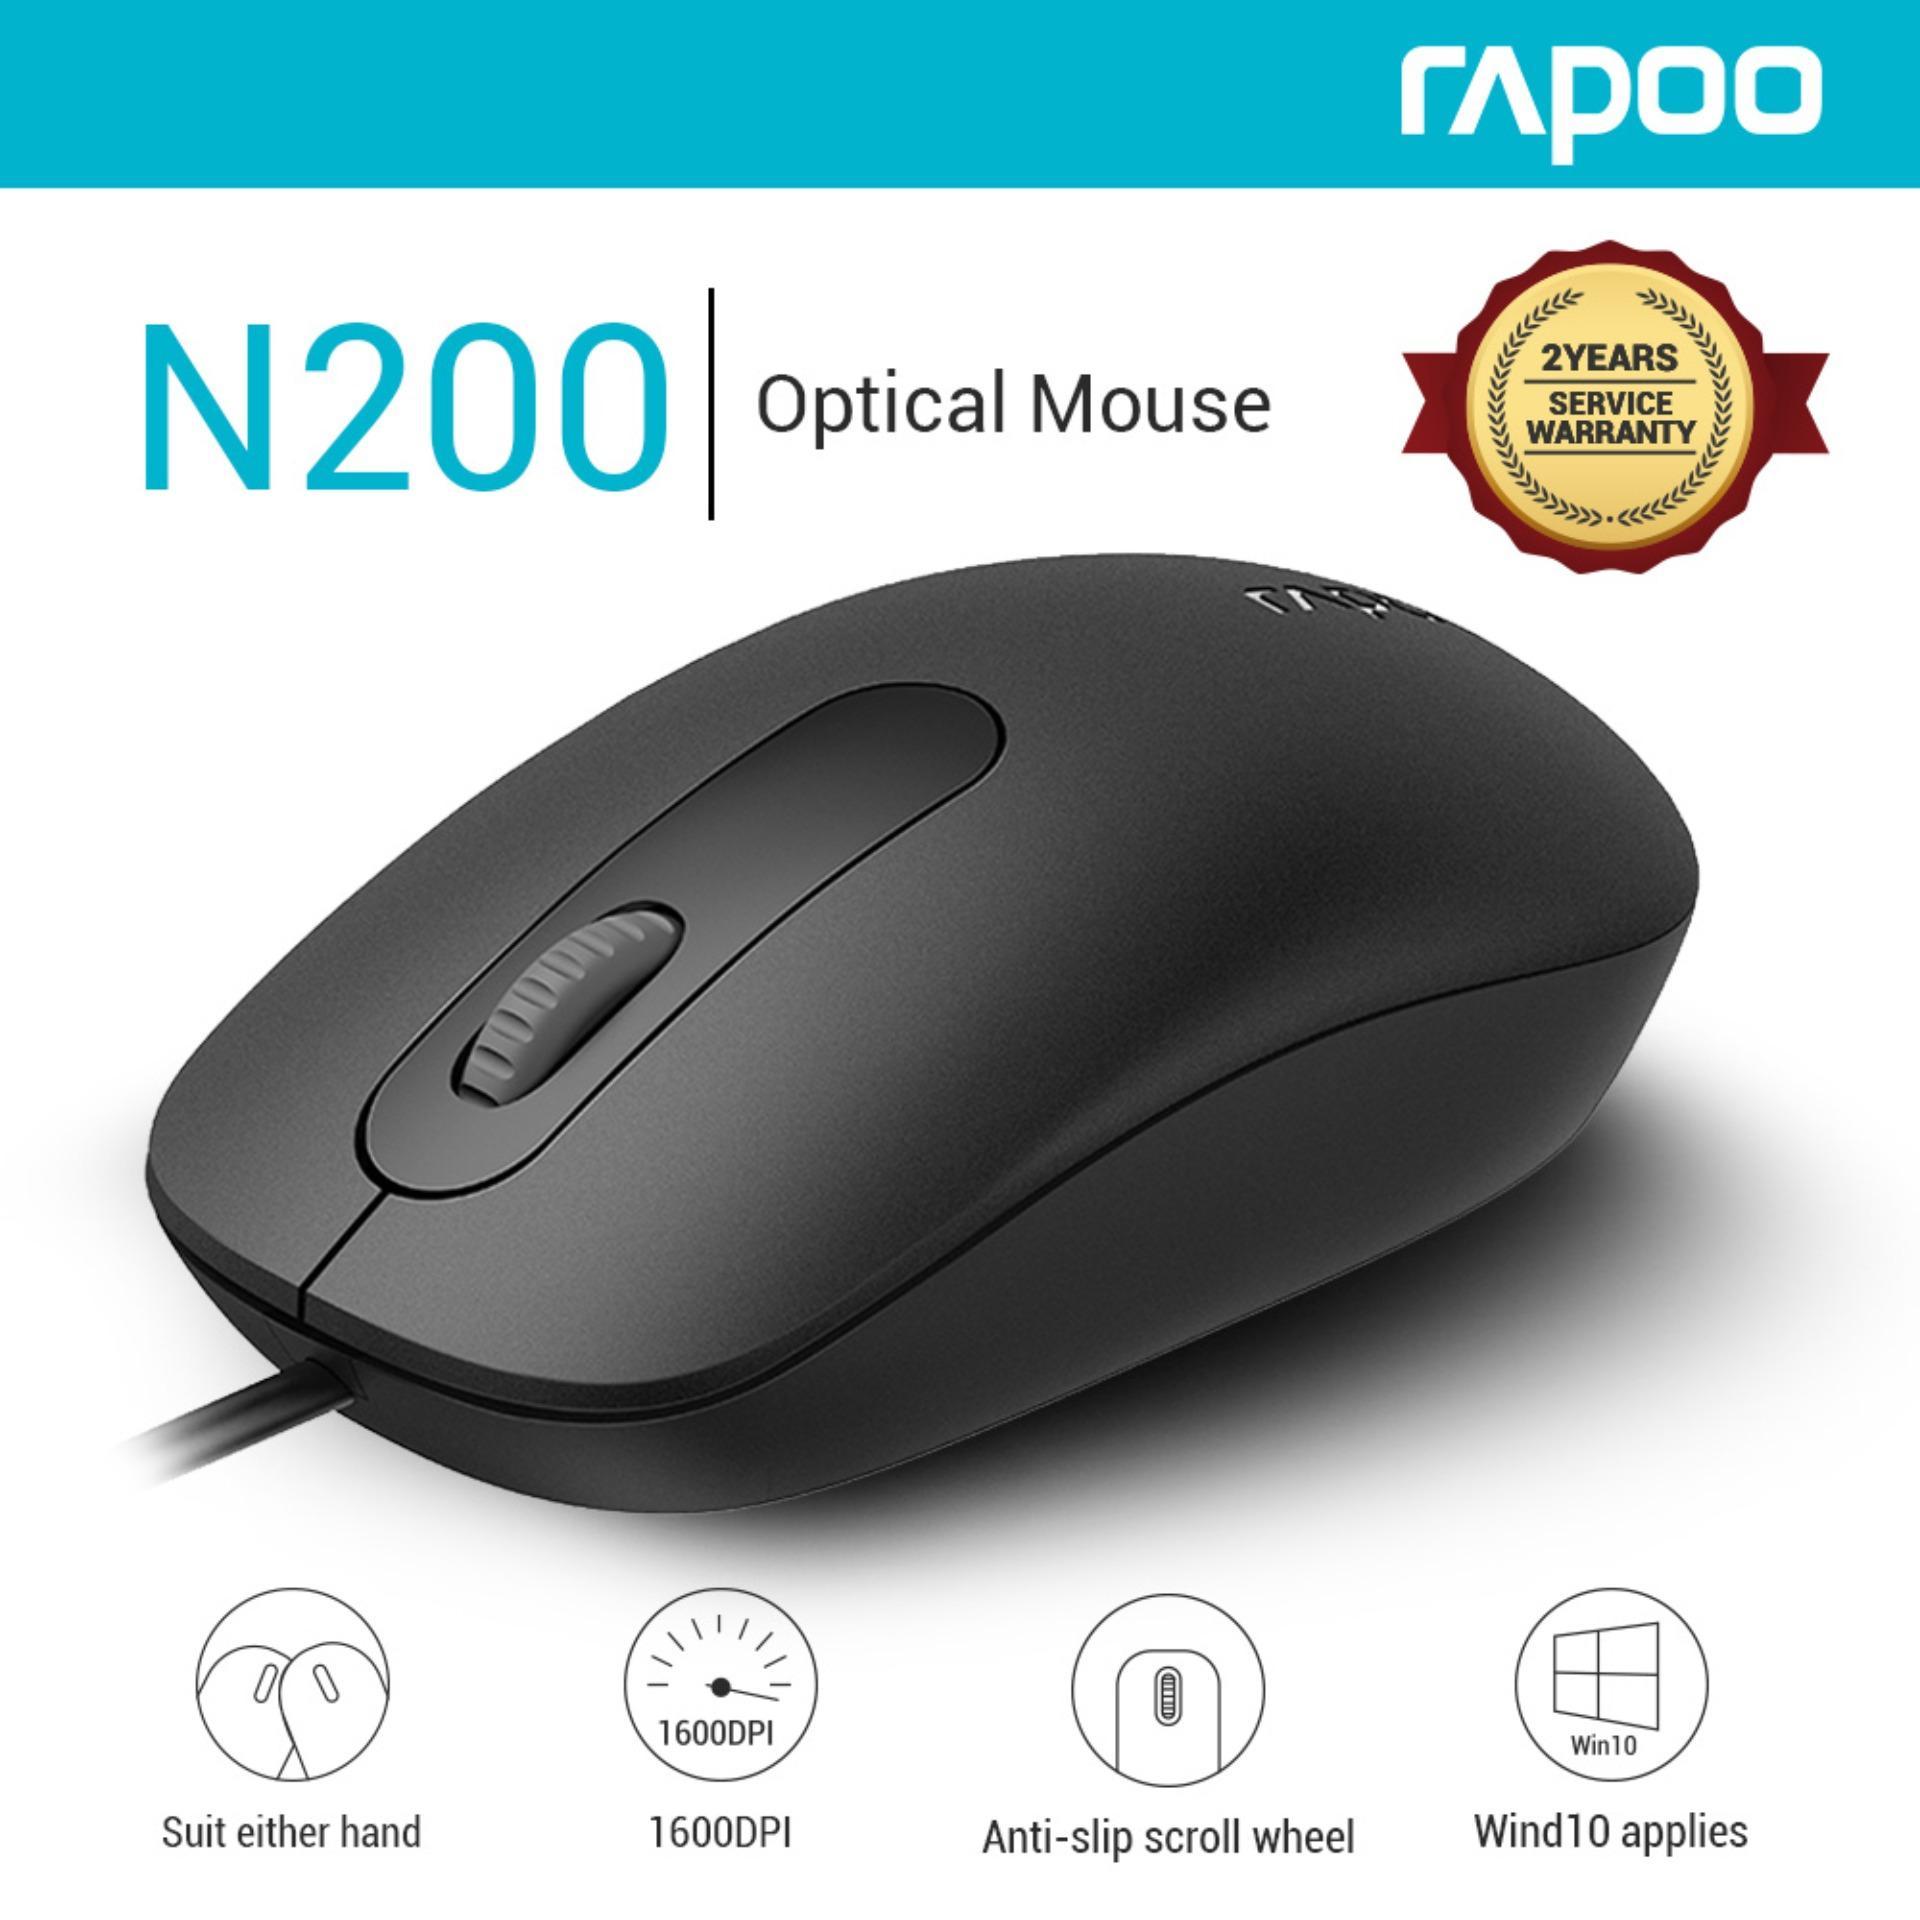 rapoo
N200
Optical Mouse
2YEARS
SERVICE
WARRANTY
rapoo
1600DPI
Win10
Suit either hand
1600DPI
Anti-slip scroll wheel
Wind10 applies